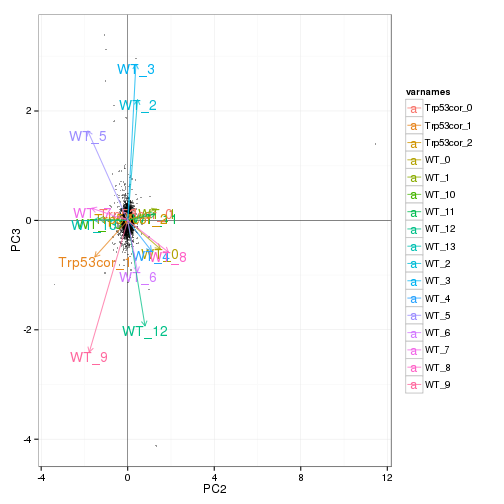 WT_3
WT_2
WT_5
WT_8
Trp53cor_1
WT_6
WT_12
WT_9
2
0
-2
-4
PC3
-4
0
4
8
12
PC2
varnames
a Trp53cor_0
a Trp53cor_1
a Trp53cor_2
a WT_0
a WT_1
a WT_10
a WT_11
a WT_12
a WT_13
a WT_2
a WT_3
a WT_4
a WT_5
a WT_6
a WT_7
a WT_8
a WT_9